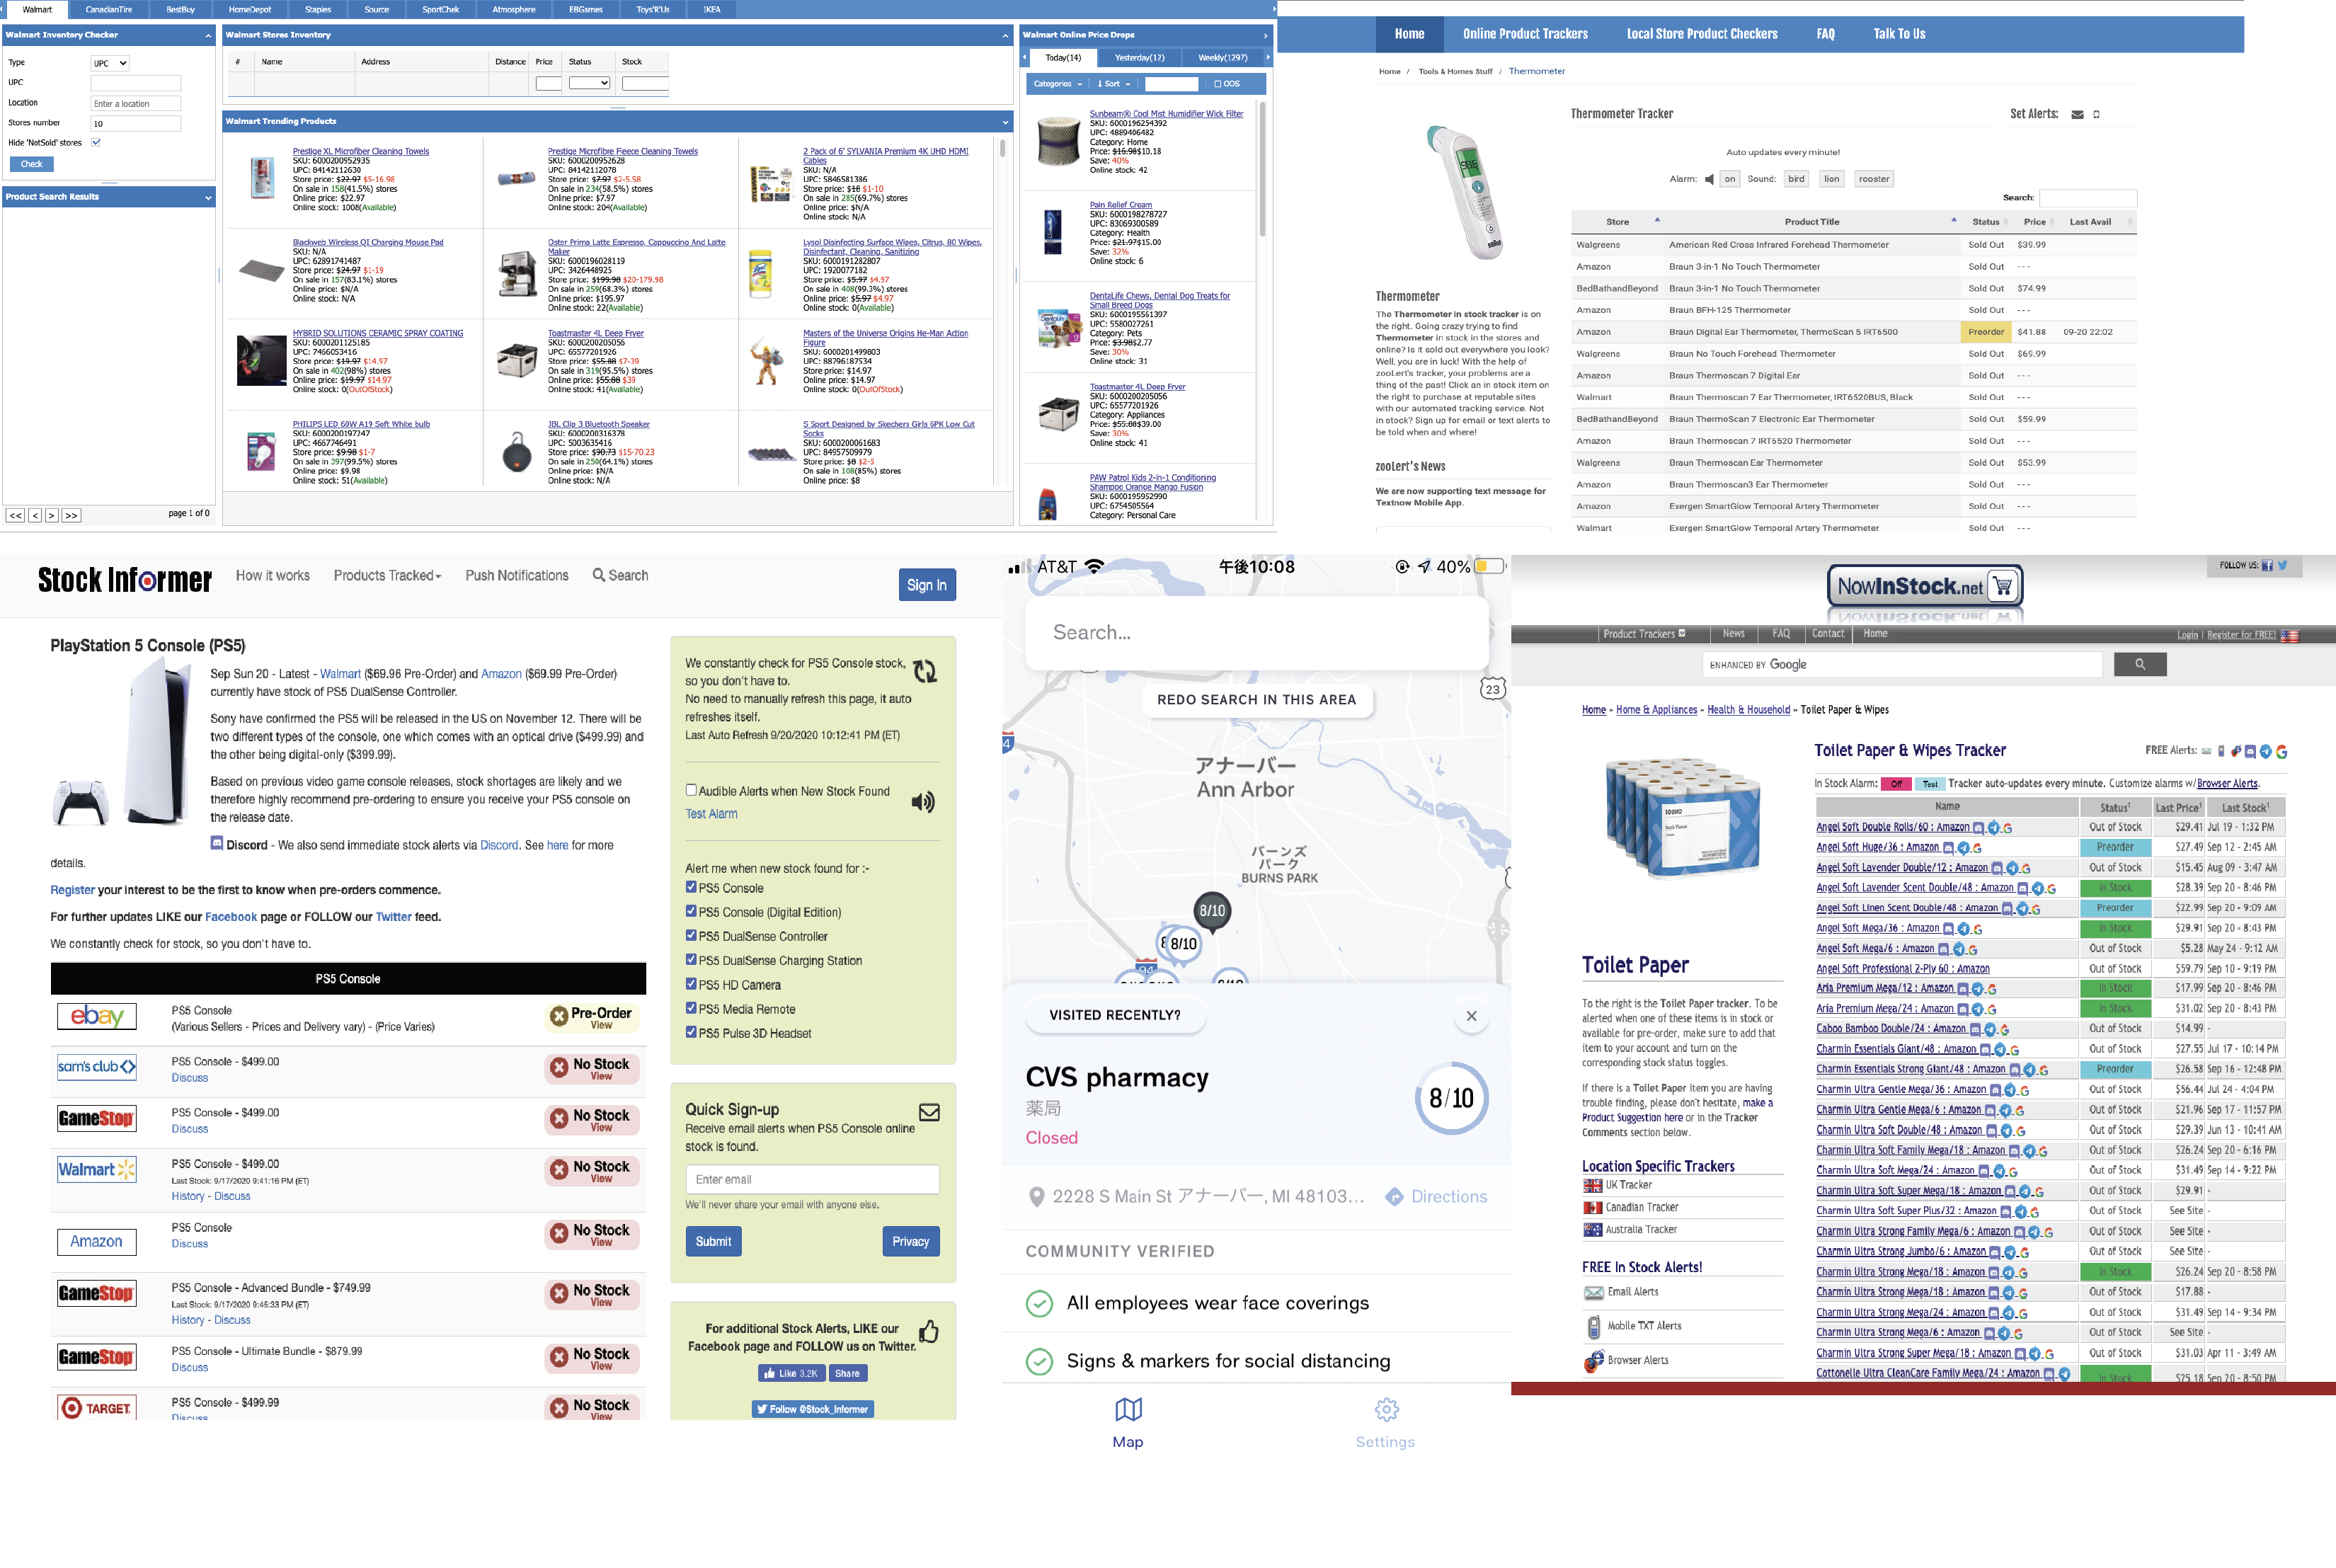 Walmart CanadianTire BestBuy HomeDepot Staples Source SportChek Atmosphere EBGames Toys'R'Us IKEA
Walmart Inventory Checker
Type UPC
UPC
Location Enter a location
Stores number 10
Hide 'NotSold' stores
Check
Product Search Results
<< < > >> page 1 of 0
Walmart Stores Inventory
# Name Address Distance Price Status Stock
Walmart Trending Products
Prestige XL Microfiber Cleaning Towels
SKU: 6000200952935
UPC: 84142112630
Store price: $22.97 $5-16.98
On sale in 158(41.5%) stores
Online price: $22.97
Online stock: 1008(Available)
Prestige Microfibre Fleece Cleaning Towels
SKU: 6000200952628
UPC: 84142112078
Store price: $7.97 $2-5.58
On sale in 234(58.5%) stores
Online price: $7.97
Online stock: 204(Available)
2 Pack of 6' SYLVANIA Premium 4K UHD HDMI
Cables
SKU: N/A
UPC: 5846581386
Store price: $18 $1-10
On sale in 285(69.7%) stores
Online price: $N/A
Online stock: N/A
Blackweb Wireless QI Charging Mouse Pad
SKU: N/A
UPC: 62891741487
Store price: $24.97 $1-19
On sale in 157(83.1%) stores
Online price: $N/A
Online stock: N/A
Oster Prima Latte Espresso, Cappuccino And Latte
Maker
SKU: 6000196028119
UPC: 3426448925
Store price: $199.98 $20-179.98
On sale in 259(68.3%) stores
Online price: $195.97
Online stock: 22(Available)
Lysol Disinfecting Surface Wipes, Citrus, 80 Wipes,
Disinfectant, Cleaning, Sanitizing
SKU: 6000191282807
UPC: 1920077182
Store price: $5.97 $4.97
On sale in 408(99.3%) stores
Online price: $5.97 $4.97
Online stock: 0(Available)
HYBRID SOLUTIONS CERAMIC SPRAY COATING
SKU: 6000201125185
UPC: 7466053416
Store price: $19.97 $14.97
On sale in 402(98%) stores
Online price: $19.97 $14.97
Online stock: 0(OutOfStock)
Toastmaster 4L Deep Fryer
SKU: 6000200205056
UPC: 65577201926
Store price: $55.88 $7-39
On sale in 319(95.5%) stores
Online price: $55.88 $39
Online stock: 41(Available)
Masters of the Universe Origins He-Man Action
Figure
SKU: 6000201499803
UPC: 88796187534
Store price: $14.97
Online price: $14.97
Online stock: 0(OutOfStock)
PHILIPS LED 60W A19 Soft White bulb
SKU: 6000200197247
UPC: 4667746491
Store price: $9.98 $1-7
On sale in 397(99.5%) stores
Online price: $9.98
Online stock: 51(Available)
JBL Clip 3 Bluetooth Speaker
SKU: 6000200316378
UPC: 5003635416
Store price: $90.73 $15-70.23
On sale in 250(64.1%) stores
Online price: $N/A
Online stock: N/A
S Sport Designed by Skechers Girls 6PK Low Cut
Socks
SKU: 6000200061683
UPC: 84957509979
Store price: $8 $2-5
On sale in 108(85%) stores
Online price: $8
Walmart Online Price Drops
Today(14) Yesterday(12) Weekly(1297)
Categories Sort OOS
Sunbeam® Cool Mist Humidifier Wick Filter
SKU: 6000196254392
UPC: 4889406482
Category: Home
Price: $16.98$10.18
Save: 40%
Online stock: 42
Pain Relief Cream
SKU: 6000198278727
UPC: 83069300589
Category: Health
Price: $21.97$15.00
Save: 32%
Online stock: 6
DentaLife Chews, Dental Dog Treats for
Small Breed Dogs
SKU: 6000195561397
UPC: 5580027261
Category: Pets
Price: $3.98$2.77
Save: 30%
Online stock: 31
Toastmaster 4L Deep Fryer
SKU: 6000200205056
UPC: 65577201926
Category: Appliances
Price: $55.88$39.00
Save: 30%
Online stock: 41
PAW Patrol Kids 2-in-1 Conditioning
Shampoo Orange Mango Fusion
SKU: 6000195952990
UPC: 6754505564
Category: Personal Care
Home Online Product Trackers Local Store Product Checkers FAQ Talk To Us
Home / Tools & Homes Stuff / Thermometer
Thermometer
The Thermometer in stock tracker is on
the right. Going crazy trying to find
Thermometer in stock in the stores and
online? Is it sold out everywhere you look?
Well, you are in luck! With the help of
zooLert's tracker, your problems are a
thing of the past! Click an in stock item on
the right to purchase at reputable sites
with our automated tracking service. Not
in stock? Sign up for email or text alerts to
be told when and where!
zooLert's News
We are now supporting text message for
Textnow Mobile App.
Thermometer Tracker Set Alerts:
Auto updates every minute!
Alarm: on Sound: bird lion rooster
Search:
Store Product Title Status Price Last Avail
Walgreens American Red Cross Infrared Forehead Thermometer Sold Out $39.99
Amazon Braun 3-in-1 No Touch Thermometer Sold Out ---
BedBathandBeyond Braun 3-in-1 No Touch Thermometer Sold Out $74.99
Amazon Braun BFH-125 Thermometer Sold Out ---
Amazon Braun Digital Ear Thermometer, ThermoScan 5 IRT6500 Preorder $41.88 09-20 22:02
Walgreens Braun No Touch Forehead Thermometer Sold Out $69.99
Amazon Braun Thermoscan 7 Digital Ear Sold Out ---
Walmart Braun Thermoscan 7 Ear Thermometer, IRT6520BUS, Black Sold Out ---
BedBathandBeyond Braun ThermoScan 7 Electronic Ear Thermometer Sold Out $59.99
Amazon Braun Thermoscan 7 IRT6520 Thermometer Sold Out ---
Walgreens Braun Thermoscan Ear Thermometer Sold Out $53.99
Amazon Braun Thermoscan3 Ear Thermometer Sold Out ---
Amazon Exergen SmartGlow Temporal Artery Thermometer Sold Out ---
Walmart Exergen SmartGlow Temporal Artery Thermometer Sold Out ---
Stock Informer How it works Products Tracked Push Notifications Search Sign In
PlayStation 5 Console (PS5)
Sep Sun 20 - Latest - Walmart ($69.96 Pre-Order) and Amazon ($69.99 Pre-Order)
currently have stock of PS5 DualSense Controller.
Sony have confirmed the PS5 will be released in the US on November 12. There will be
two different types of the console, one which comes with an optical drive ($499.99) and
the other being digital-only ($399.99).
Based on previous video game console releases, stock shortages are likely and we
therefore highly recommend pre-ordering to ensure you receive your PS5 console on
the release date.
Discord - We also send immediate stock alerts via Discord. See here for more
details.
Register your interest to be the first to know when pre-orders commence.
For further updates LIKE our Facebook page or FOLLOW our Twitter feed.
We constantly check for stock, so you don't have to.
PS5 Console
ebay PS5 Console Pre-Order
(Various Sellers - Prices and Delivery vary) - (Price Varies) View
sam's club PS5 Console - $499.00 No Stock
Discuss View
GameStop PS5 Console - $499.00 No Stock
Discuss View
Walmart PS5 Console - $499.00 No Stock
Last Stock: 9/17/2020 9:41:16 PM (ET) View
History - Discuss
Amazon PS5 Console No Stock
Discuss View
GameStop PS5 Console - Advanced Bundle - $749.99 No Stock
Last Stock: 9/17/2020 9:45:33 PM (ET) View
History - Discuss
GameStop PS5 Console - Ultimate Bundle - $879.99 No Stock
Discuss View
TARGET PS5 Console - $499.99 No Stock
Discuss View
We constantly check for PS5 Console stock,
so you don't have to.
No need to manually refresh this page, it auto
refreshes itself.
Last Auto Refresh 9/20/2020 10:12:41 PM (ET)
Audible Alerts when New Stock Found
Test Alarm
Alert me when new stock found for :-
PS5 Console
PS5 Console (Digital Edition)
PS5 DualSense Controller
PS5 DualSense Charging Station
PS5 HD Camera
PS5 Media Remote
PS5 Pulse 3D Headset
Quick Sign-up
Receive email alerts when PS5 Console online
stock is found.
Enter email
We'll never share your email with anyone else.
Submit Privacy
For additional Stock Alerts, LIKE our
Facebook page and FOLLOW us on Twitter.
Like 3.2K Share
Follow @Stock_Informer
AT&T 午後10:08 40%
Search...
REDO SEARCH IN THIS AREA
23
アナーバー
Ann Arbor
バーンズ
パーク
BURNS PARK
8/10
8/10
94
VISITED RECENTLY?
CVS pharmacy
薬局
8/10
Closed
2228 S Main St アナーバー, MI 48103... Directions
COMMUNITY VERIFIED
All employees wear face coverings
Signs & markers for social distancing
Map Settings
NowInStock.net FOLLOW US:
Product Trackers News FAQ Contact Home Login | Register for FREE!
ENHANCED BY Google
Home » Home & Appliances » Health & Household » Toilet Paper & Wipes
Toilet Paper
To the right is the Toilet Paper tracker. To be
alerted when one of these items is in stock or
available for pre-order, make sure to add that
item to your account and turn on the
corresponding stock status toggles.
If there is a Toilet Paper item you are having
trouble finding, please don't hesitate, make a
Product Suggestion here or in the Tracker
Comments section below.
Location Specific Trackers
UK Tracker
Canadian Tracker
Australia Tracker
FREE In Stock Alerts!
Email Alerts
Mobile TXT Alerts
Browser Alerts
Toilet Paper & Wipes Tracker FREE Alerts:
In Stock Alarm: Off Test Tracker auto-updates every minute. Customize alarms w/Browser Alerts.
Name Status¹ Last Price¹ Last Stock¹
Angel Soft Double Rolls/60 : Amazon Out of Stock $29.41 Jul 19 - 1:32 PM
Angel Soft Huge/36 : Amazon Preorder $27.49 Sep 12 - 2:45 AM
Angel Soft Lavender Double/12 : Amazon Out of Stock $15.45 Aug 09 - 3:47 AM
Angel Soft Lavender Scent Double/48 : Amazon In Stock $28.39 Sep 20 - 8:46 PM
Angel Soft Linen Scent Double/48 : Amazon Preorder $22.99 Sep 20 - 9:09 AM
Angel Soft Mega/36 : Amazon In Stock $29.91 Sep 20 - 8:43 PM
Angel Soft Mega/6 : Amazon Out of Stock $5.28 May 24 - 9:12 AM
Angel Soft Professional 2-Ply 60 : Amazon Out of Stock $59.79 Sep 10 - 9:19 PM
Aria Premium Mega/12 : Amazon In Stock $17.99 Sep 20 - 8:46 PM
Aria Premium Mega/24 : Amazon In Stock $31.02 Sep 20 - 8:43 PM
Caboo Bamboo Double/24 : Amazon Out of Stock $14.99 -
Charmin Essentials Giant/48 : Amazon Out of Stock $27.55 Jul 17 - 10:14 PM
Charmin Essentials Strong Giant/48 : Amazon Preorder $26.58 Sep 16 - 12:48 PM
Charmin Ultra Gentle Mega/36 : Amazon Out of Stock $56.44 Jul 24 - 4:04 PM
Charmin Ultra Gentle Mega/6 : Amazon Out of Stock $21.96 Sep 17 - 11:57 PM
Charmin Ultra Soft Double/48 : Amazon Out of Stock $29.39 Jun 13 - 10:41 AM
Charmin Ultra Soft Family Mega/18 : Amazon Out of Stock $26.24 Sep 20 - 6:16 PM
Charmin Ultra Soft Mega/24 : Amazon Out of Stock $31.49 Sep 14 - 9:22 PM
Charmin Ultra Soft Super Mega/18 : Amazon Out of Stock $29.91 -
Charmin Ultra Soft Super Plus/32 : Amazon Out of Stock See Site -
Charmin Ultra Strong Family Mega/6 : Amazon Out of Stock See Site -
Charmin Ultra Strong Jumbo/6 : Amazon Out of Stock See Site -
Charmin Ultra Strong Mega/18 : Amazon In Stock $26.24 Sep 20 - 8:58 PM
Charmin Ultra Strong Mega/18 : Amazon Out of Stock $17.88 -
Charmin Ultra Strong Mega/24 : Amazon Out of Stock $31.49 Sep 14 - 9:34 PM
Charmin Ultra Strong Mega/6 : Amazon Out of Stock See Site -
Charmin Ultra Strong Super Mega/18 : Amazon Out of Stock $31.03 Apr 11 - 3:49 AM
Cottonelle Ultra CleanCare Family Mega/24 : Amazon In Stock $25.18 Sep 20 - 8:50 PM